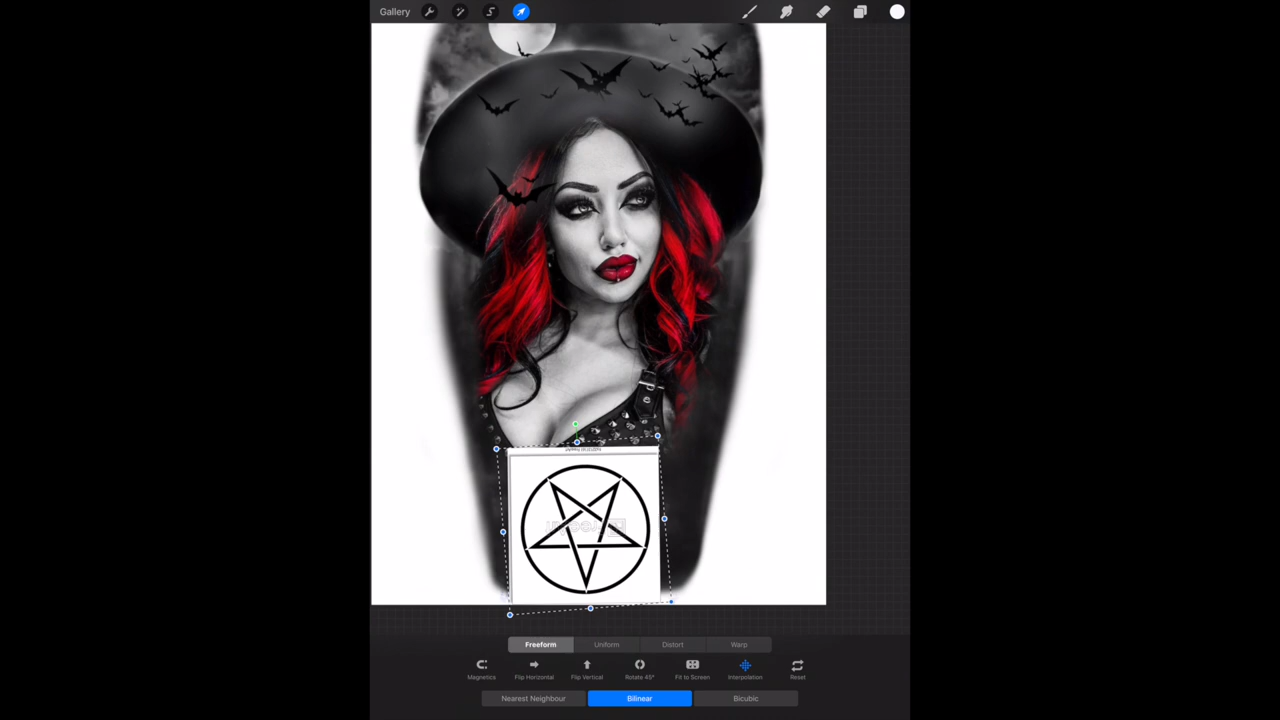 Gallery
Freeform Uniform Distort Warp
Magnetics Flip Horizontal Flip Vertical Rotate 45° Fit to Screen Interpolation Reset
Nearest Neighbour Bilinear Bicubic